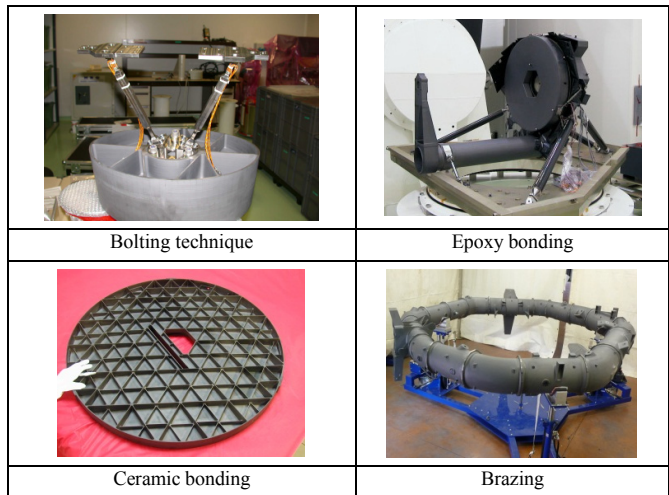 Bolting technique
Epoxy bonding
Ceramic bonding
Brazing